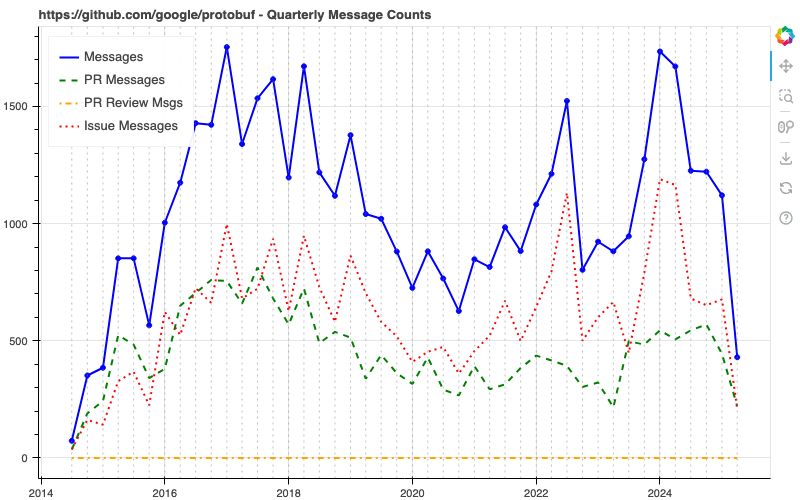 https://github.com/google/protobuf - Quarterly Message Counts
Messages
PR Messages
PR Review Msgs
Issue Messages
1500
1000
500
0
2014
2016
2018
2020
2022
2024